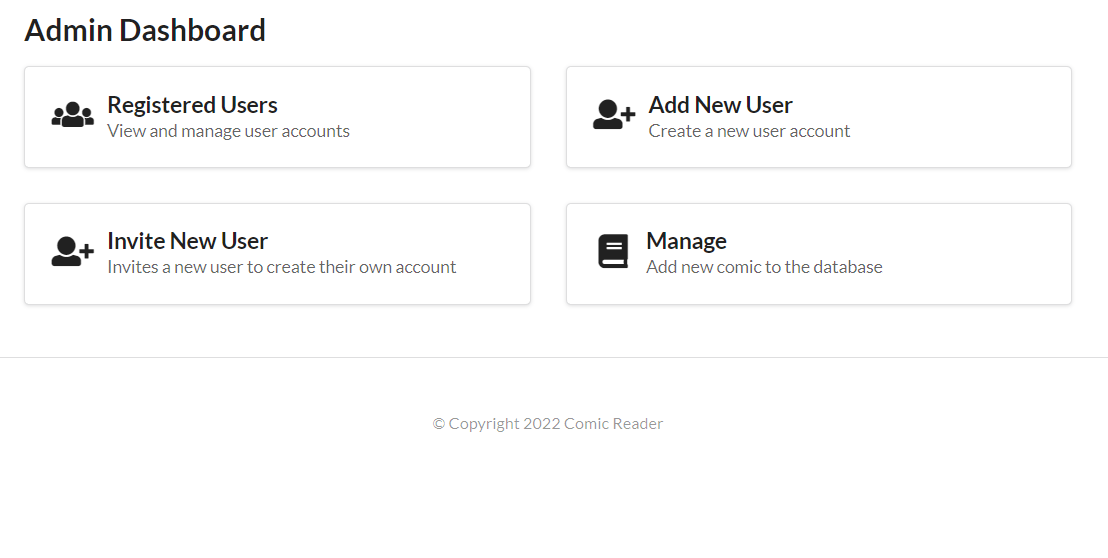 Admin Dashboard
Registered Users
View and manage user accounts
Add New User
Create a new user account
Invite New User
Invites a new user to create their own account
Manage
Add new comic to the database
© Copyright 2022 Comic Reader